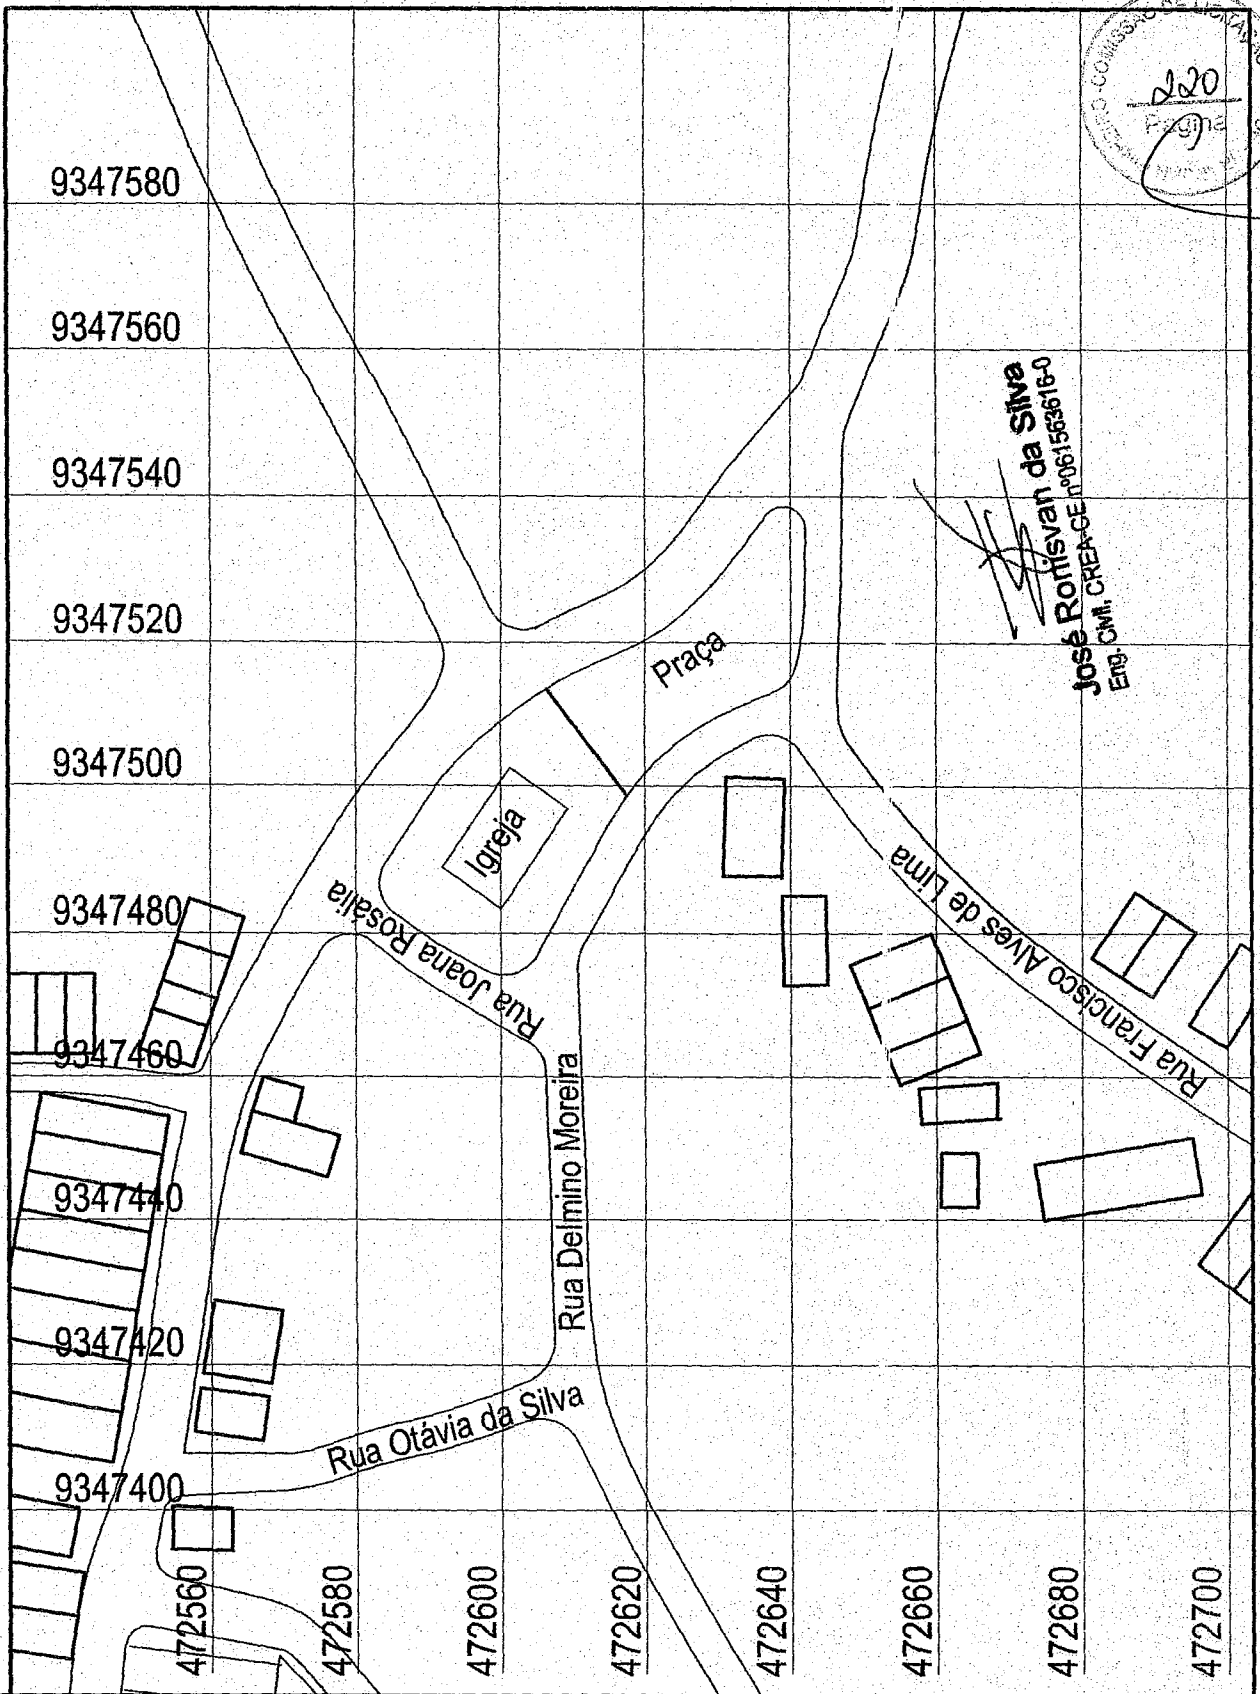 220
Página
9347580
9347560
9347540
9347520
9347500
9347480
9347460
9347440
9347420
9347400
José Ronisvan da Silva
Eng. Civil, CREA-CE nº061563616-0
Praça
Igreja
Rua Joana Rosália
Rua Francisco Alves de Lima
Rua Delmino Moreira
Rua Otávia da Silva
472560
472580
472600
472620
472640
472660
472680
472700